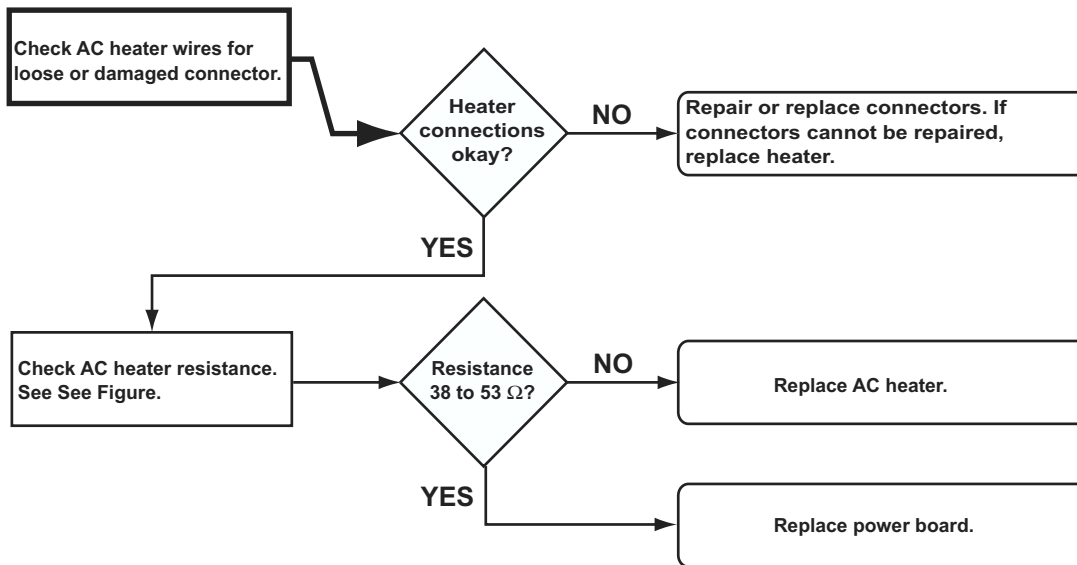 Check AC heater wires for
loose or damaged connector.
Heater
connections
okay?
NO
Repair or replace connectors. If
connectors cannot be repaired,
replace heater.
YES
Check AC heater resistance.
See See Figure.
Resistance
38 to 53 Ω?
NO
Replace AC heater.
YES
Replace power board.